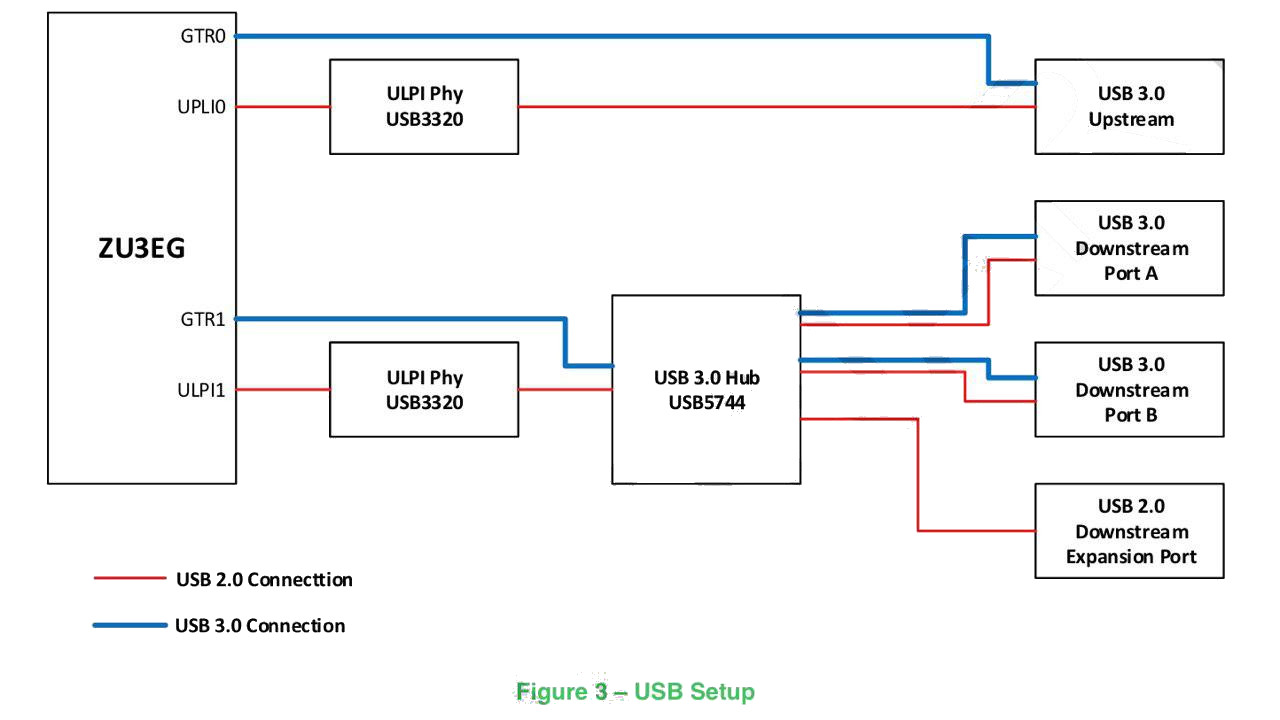 GTR0
UPLI0
ULPI Phy
USB3320
USB 3.0
Upstream
ZU3EG
USB 3.0
Downstream
Port A
GTR1
ULPI1
ULPI Phy
USB3320
USB 3.0 Hub
USB5744
USB 3.0
Downstream
Port B
USB 2.0
Downstream
Expansion Port
USB 2.0 Connecttion
USB 3.0 Connection
Figure 3 – USB Setup